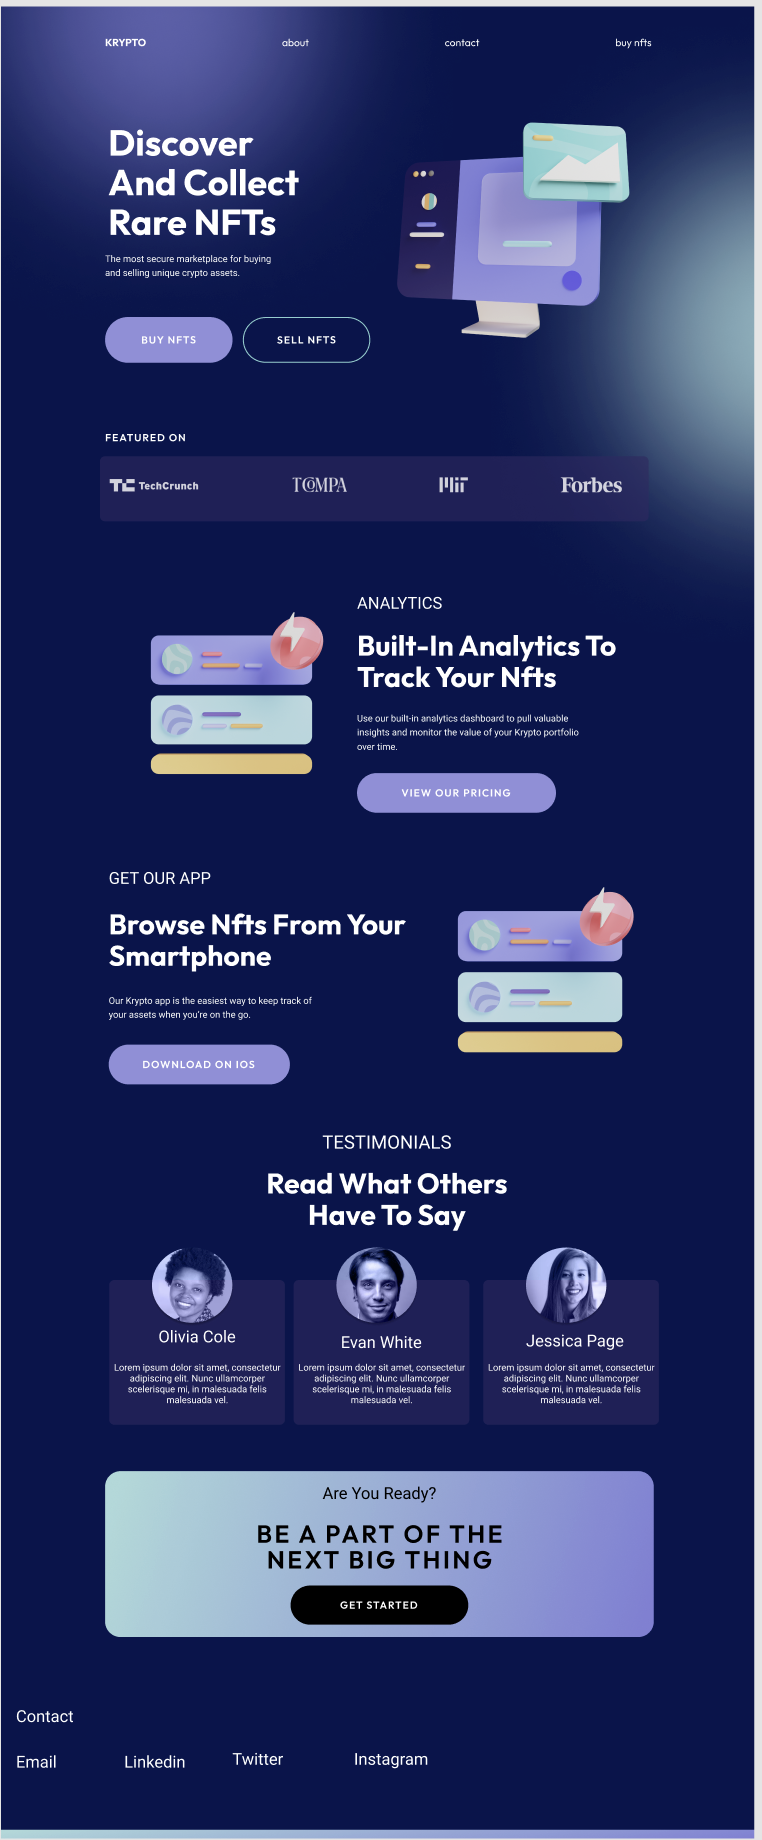 KRYPTO
about
contact
buy nfts
Discover
And Collect
Rare NFTs
The most secure marketplace for buying
and selling unique crypto assets.
BUY NFTS
SELL NFTS
FEATURED ON
TC TechCrunch
TCOMPA
MIT
Forbes
ANALYTICS
Built-In Analytics To
Track Your Nfts
Use our built-in analytics dashboard to pull valuable
insights and monitor the value of your Krypto portfolio
over time.
VIEW OUR PRICING
GET OUR APP
Browse Nfts From Your
Smartphone
Our Krypto app is the easiest way to keep track of
your assets when you're on the go.
DOWNLOAD ON IOS
TESTIMONIALS
Read What Others
Have To Say
Olivia Cole
Lorem ipsum dolor sit amet, consectetur
adipiscing elit. Nunc ullamcorper
scelerisque mi, in malesuada felis
malesuada vel.
Evan White
Lorem ipsum dolor sit amet, consectetur
adipiscing elit. Nunc ullamcorper
scelerisque mi, in malesuada felis
malesuada vel.
Jessica Page
Lorem ipsum dolor sit amet, consectetur
adipiscing elit. Nunc ullamcorper
scelerisque mi, in malesuada felis
malesuada vel.
Are You Ready?
BE A PART OF THE
NEXT BIG THING
GET STARTED
Contact
Email
Linkedin
Twitter
Instagram